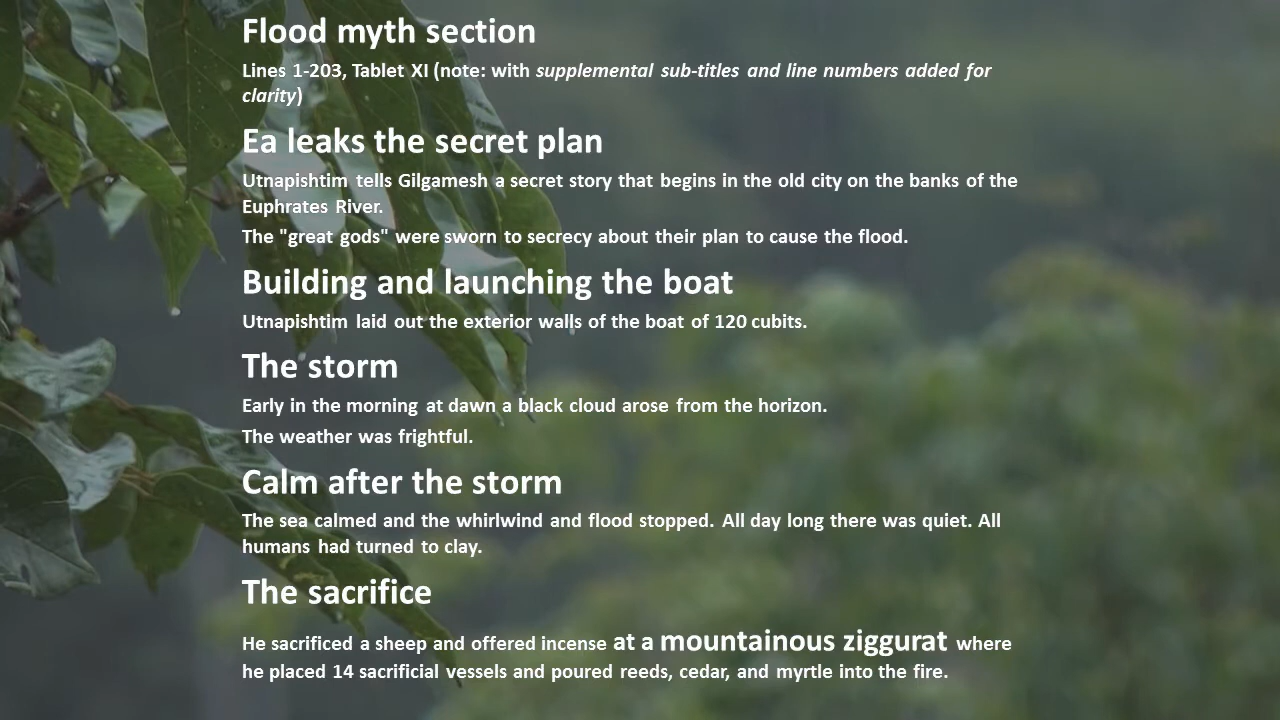 Flood myth section
Lines 1-203, Tablet XI (note: with supplemental sub-titles and line numbers added for
clarity)
Ea leaks the secret plan
Utnapishtim tells Gilgamesh a secret story that begins in the old city on the banks of the
Euphrates River.
The "great gods" were sworn to secrecy about their plan to cause the flood.
Building and launching the boat
Utnapishtim laid out the exterior walls of the boat of 120 cubits.
The storm
Early in the morning at dawn a black cloud arose from the horizon.
The weather was frightful.
Calm after the storm
The sea calmed and the whirlwind and flood stopped. All day long there was quiet. All
humans had turned to clay.
The sacrifice
He sacrificed a sheep and offered incense at a mountainous ziggurat where
he placed 14 sacrificial vessels and poured reeds, cedar, and myrtle into the fire.